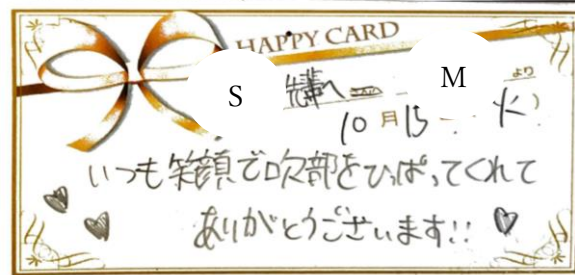 HAPPY CARD
S 先輩へ M より
10月15 火)
いつも笑顔で吹部をひっぱってくれて
ありがとうございます!!